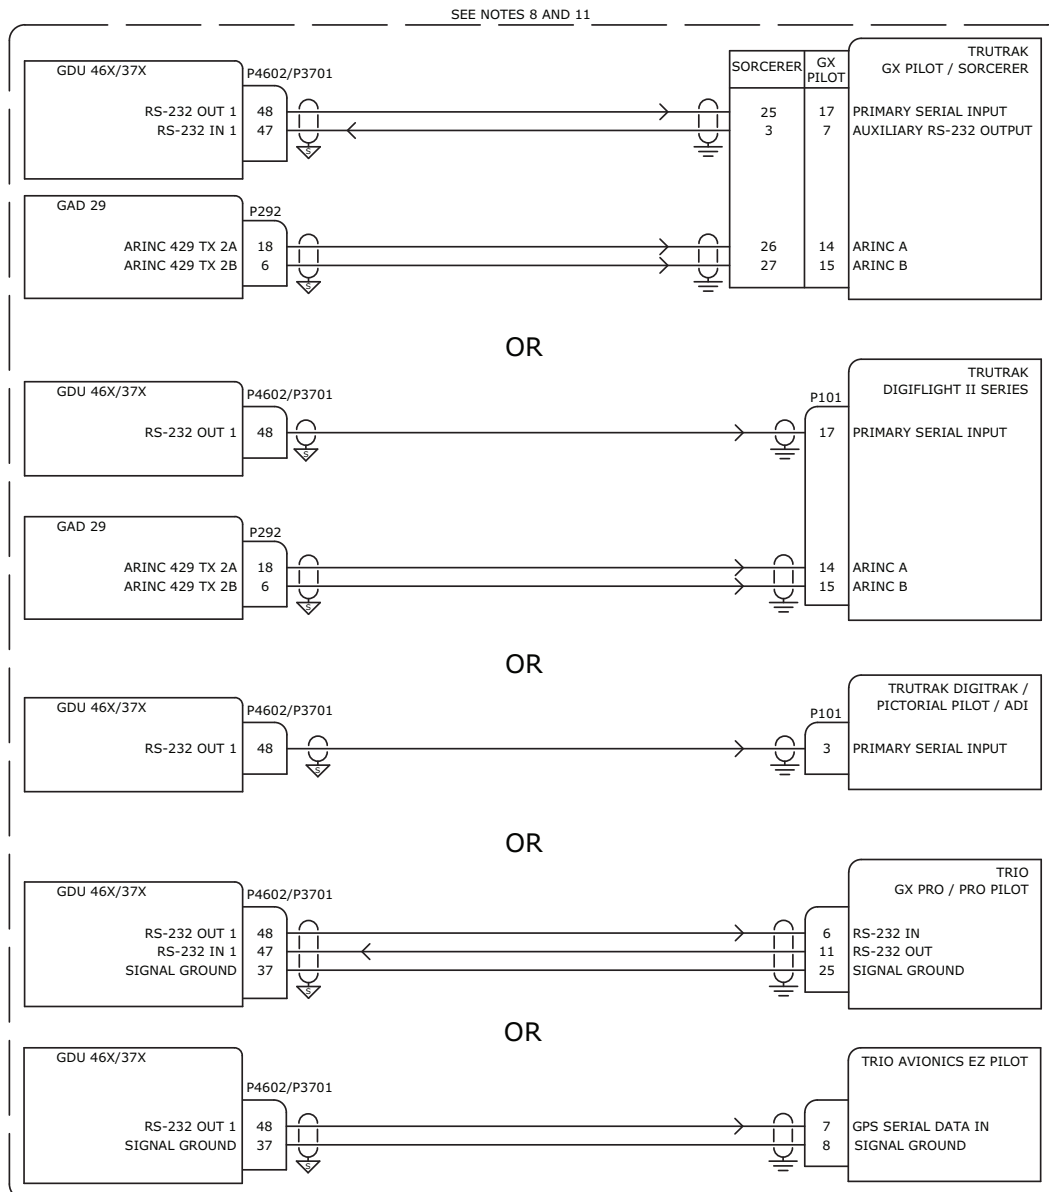 SEE NOTES 8 AND 11
GDU 46X/37X
P4602/P3701
RS-232 OUT 1 48
RS-232 IN 1 47
S
SORCERER GX PILOT
TRUTRAK
GX PILOT / SORCERER
25 17 PRIMARY SERIAL INPUT
3 7 AUXILIARY RS-232 OUTPUT
GAD 29
P292
ARINC 429 TX 2A 18
ARINC 429 TX 2B 6
S
26 14 ARINC A
27 15 ARINC B
OR
GDU 46X/37X
P4602/P3701
RS-232 OUT 1 48
S
TRUTRAK
DIGIFLIGHT II SERIES
P101
17 PRIMARY SERIAL INPUT
GAD 29
P292
ARINC 429 TX 2A 18
ARINC 429 TX 2B 6
S
14 ARINC A
15 ARINC B
OR
GDU 46X/37X
P4602/P3701
RS-232 OUT 1 48
S
TRUTRAK DIGITRAK /
PICTORIAL PILOT / ADI
P101
3 PRIMARY SERIAL INPUT
OR
GDU 46X/37X
P4602/P3701
RS-232 OUT 1 48
RS-232 IN 1 47
SIGNAL GROUND 37
S
TRIO
GX PRO / PRO PILOT
6 RS-232 IN
11 RS-232 OUT
25 SIGNAL GROUND
OR
GDU 46X/37X
P4602/P3701
RS-232 OUT 1 48
SIGNAL GROUND 37
S
TRIO AVIONICS EZ PILOT
7 GPS SERIAL DATA IN
8 SIGNAL GROUND